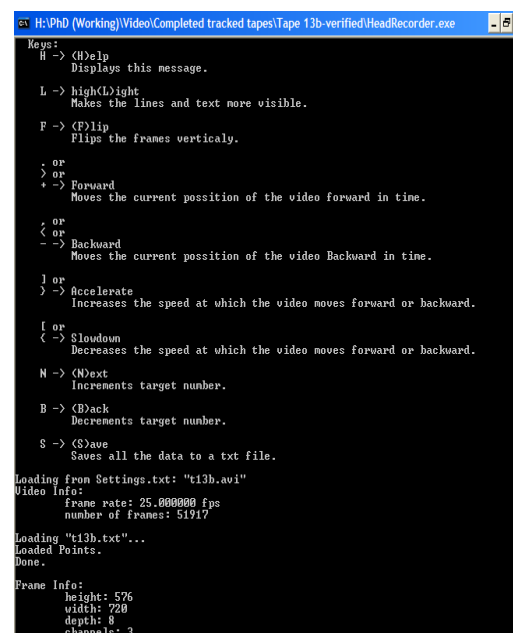 H:\PhD (Working)\Video\Completed tracked tapes\Tape 13b-verified\HeadRecorder.exe
Keys:
H -> (H)elp
Displays this message.
L -> high(L)ight
Makes the lines and text more visible.
F -> (F)lip
Flips the frames verticaly.
. or
> or
+ -> Forward
Moves the current possition of the video forward in time.
, or
< or
- -> Backward
Moves the current possition of the video Backward in time.
] or
} -> Accelerate
Increases the speed at which the video moves forward or backward.
[ or
{ -> Slowdown
Decreases the speed at which the video moves forward or backward.
N -> (N)ext
Increments target number.
B -> (B)ack
Decrements target number.
S -> (S)ave
Saves all the data to a txt file.
Loading from Settings.txt: "t13b.avi"
Video Info:
frame rate: 25.000000 fps
number of frames: 51917
Loading "t13b.txt"...
Loaded Points.
Done.
Frame Info:
height: 576
width: 720
depth: 8
channels: 3